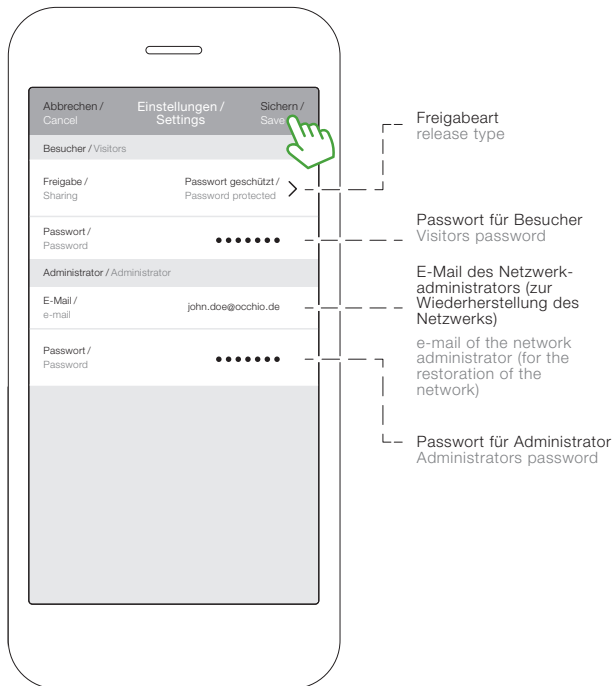 Abbrechen / Einstellungen / Sichern /
Cancel Settings Save
Besucher / Visitors
Freigabe / Passwort geschützt /
Sharing Password protected
Passwort / •••••••
Password
Administrator / Administrator
E-Mail / john.doe@occhio.de
e-mail
Passwort / •••••••
Password
Freigabeart
release type
Passwort für Besucher
Visitors password
E-Mail des Netzwerk-
administrators (zur
Wiederherstellung des
Netzwerks)
e-mail of the network
administrator (for the
restoration of the
network)
Passwort für Administrator
Administrators password